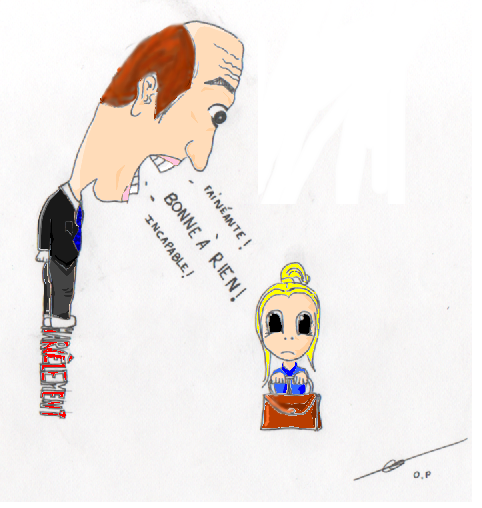 FAINÉANTE !
BONNE À RIEN !
INCAPABLE !
HARCÈLEMENT
O.P